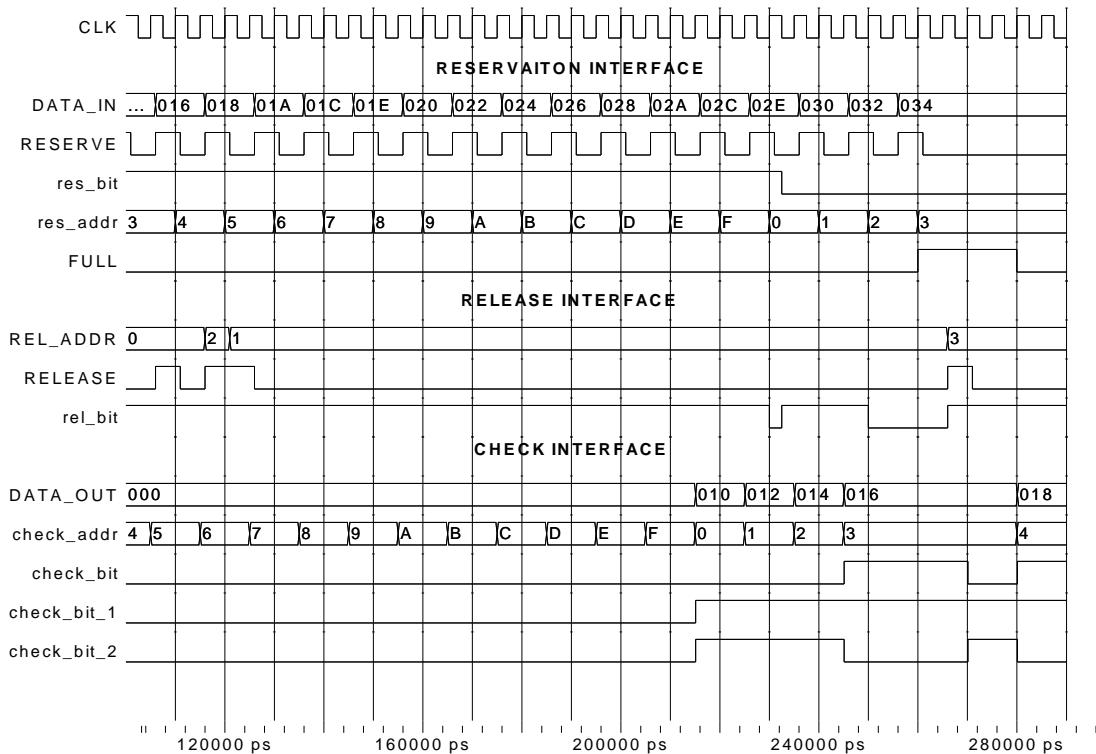 CLK
RESERVAITON INTERFACE
DATA_IN ... 016 018 01A 01C 01E 020 022 024 026 028 02A 02C 02E 030 032 034
RESERVE
res_bit
res_addr 3 4 5 6 7 8 9 A B C D E F 0 1 2 3
FULL
RELEASE INTERFACE
REL_ADDR 0 2 1 3
RELEASE
rel_bit
CHECK INTERFACE
DATA_OUT 000 010 012 014 016 018
check_addr 4 5 6 7 8 9 A B C D E F 0 1 2 3 4
check_bit
check_bit_1
check_bit_2
120000 ps 160000 ps 200000 ps 240000 ps 280000 ps